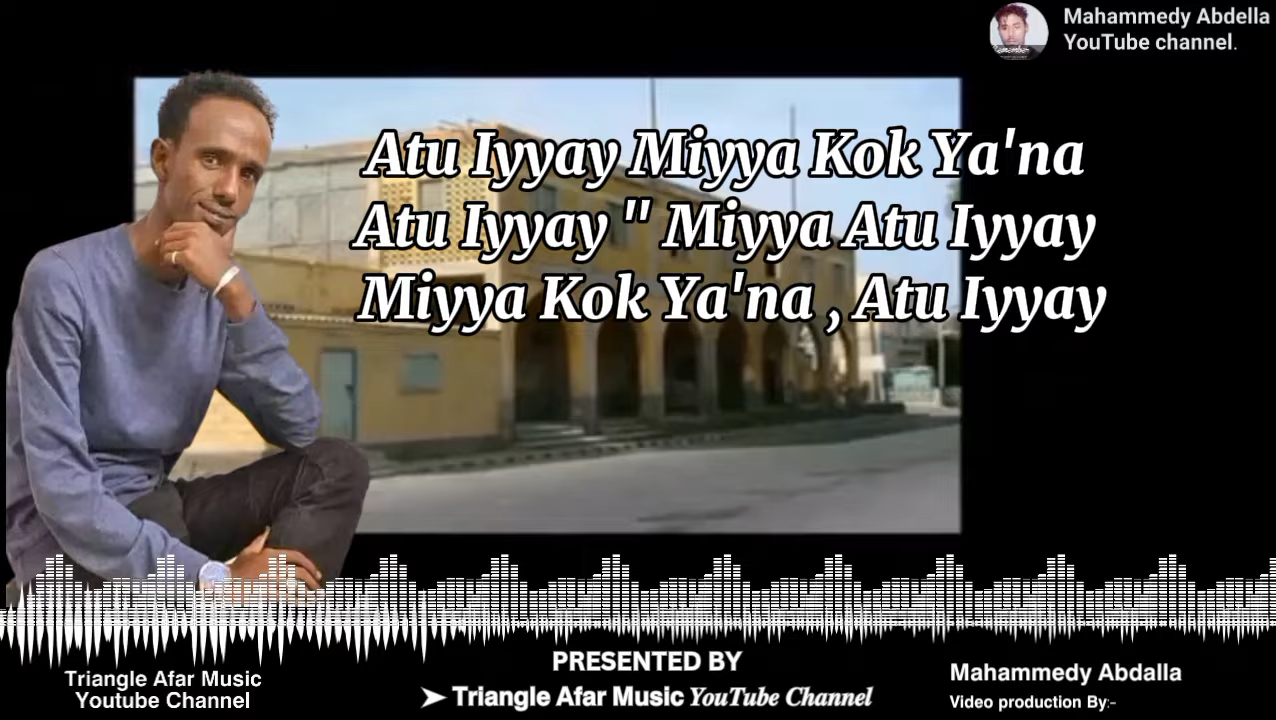 Mahammedy Abdella
YouTube channel.
Atu Iyyay Miyya Kok Ya'na
Atu Iyyay " Miyya Atu Iyyay
Miyya Kok Ya'na , Atu Iyyay
PRESENTED BY
➤ Triangle Afar Music YouTube Channel
Triangle Afar Music
Youtube Channel
Mahammedy Abdalla
Video production By:-